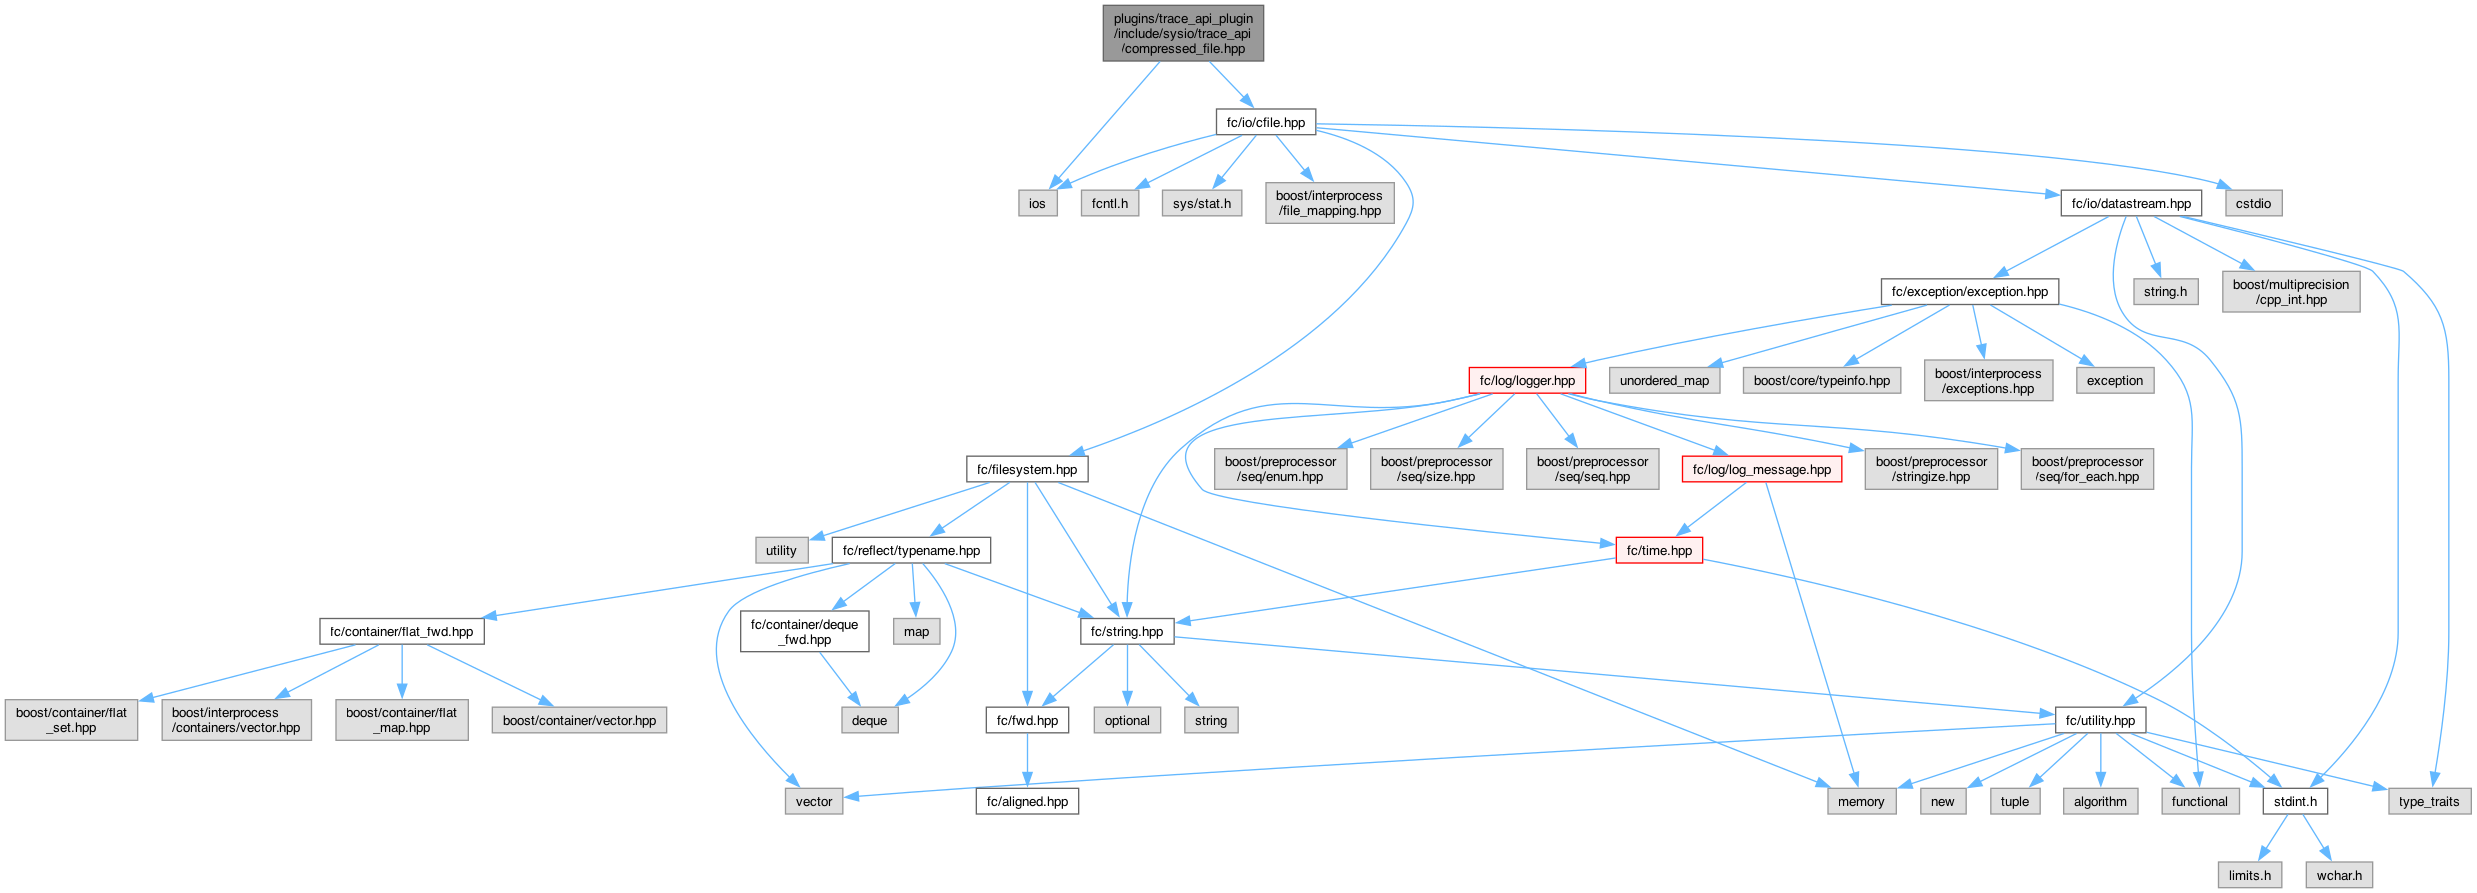 plugins/trace_api_plugin
/include/sysio/trace_api
/compressed_file.hpp
fc/io/cfile.hpp
ios
fcntl.h
sys/stat.h
boost/interprocess
/file_mapping.hpp
fc/io/datastream.hpp
cstdio
fc/exception/exception.hpp
string.h
boost/multiprecision
/cpp_int.hpp
fc/log/logger.hpp
unordered_map
boost/core/typeinfo.hpp
boost/interprocess
/exceptions.hpp
exception
fc/filesystem.hpp
boost/preprocessor
/seq/enum.hpp
boost/preprocessor
/seq/size.hpp
boost/preprocessor
/seq/seq.hpp
fc/log/log_message.hpp
boost/preprocessor
/stringize.hpp
boost/preprocessor
/seq/for_each.hpp
utility
fc/reflect/typename.hpp
fc/time.hpp
fc/container/flat_fwd.hpp
fc/container/deque
_fwd.hpp
map
fc/string.hpp
boost/container/flat
_set.hpp
boost/interprocess
/containers/vector.hpp
boost/container/flat
_map.hpp
boost/container/vector.hpp
deque
fc/fwd.hpp
optional
string
fc/utility.hpp
vector
fc/aligned.hpp
memory
new
tuple
algorithm
functional
stdint.h
type_traits
limits.h
wchar.h